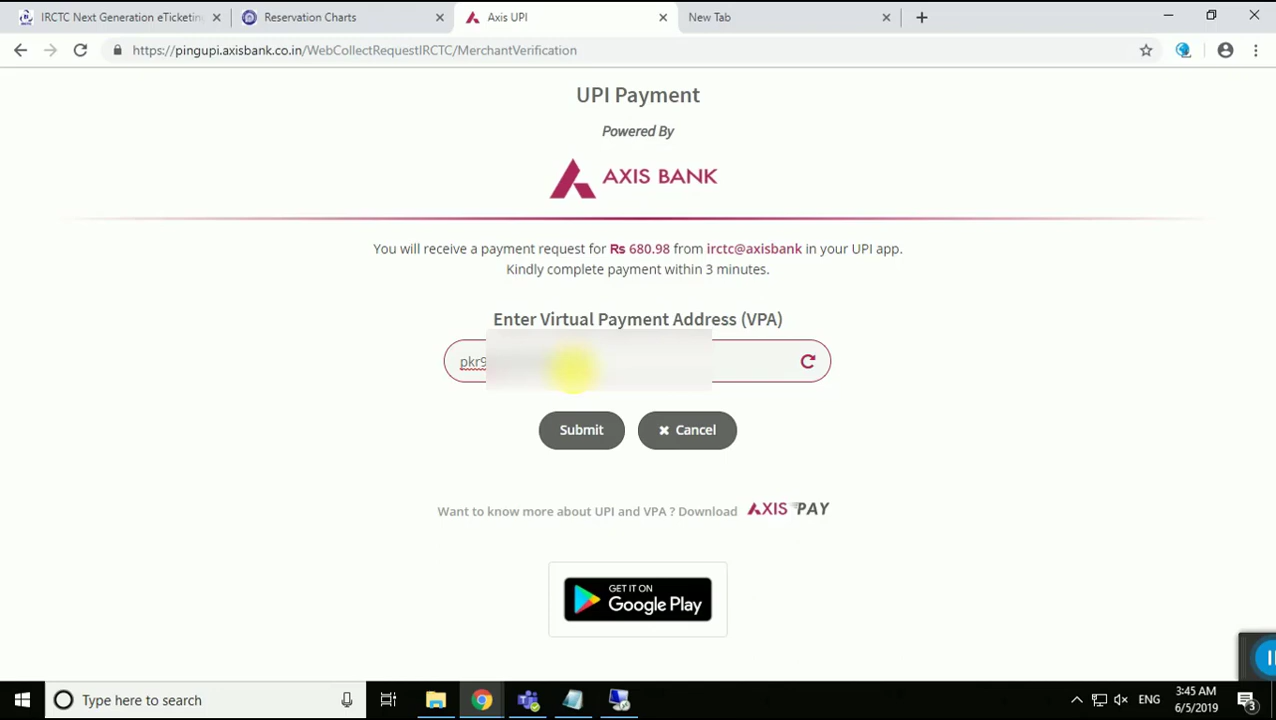 IRCTC Next Generation eTicketing
Reservation Charts
Axis UPI
New Tab
https://pingupi.axisbank.co.in/WebCollectRequestIRCTC/MerchantVerification
UPI Payment
Powered By
AXIS BANK
You will receive a payment request for Rs 680.98 from irctc@axisbank in your UPI app.
Kindly complete payment within 3 minutes.
Enter Virtual Payment Address (VPA)
pkr9
Submit
Cancel
Want to know more about UPI and VPA ? Download AXIS PAY
GET IT ON
Google Play
Type here to search
ENG
3:45 AM
6/5/2019
3